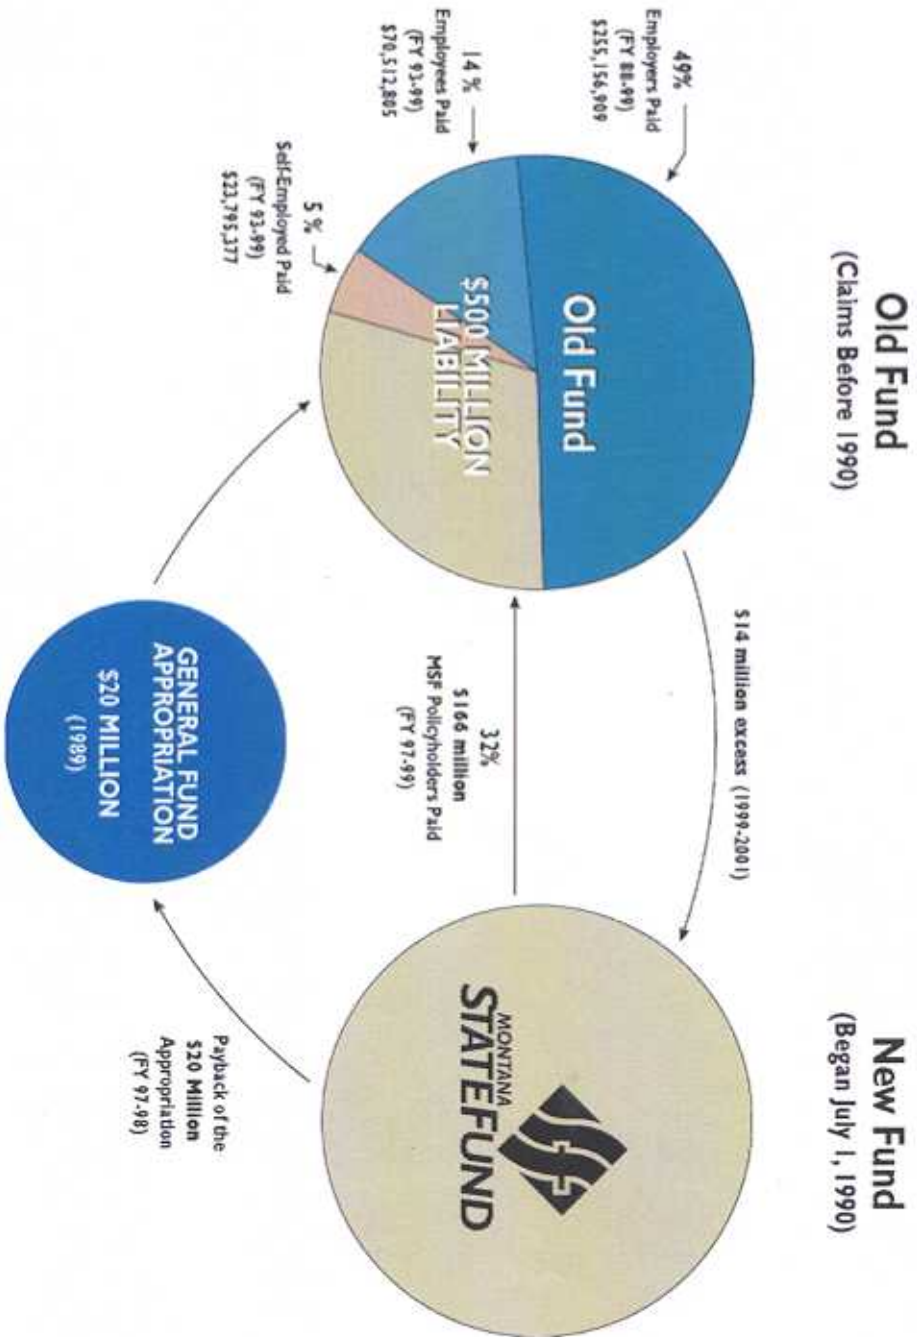 Old Fund
(Claims Before 1990)
New Fund
(Began July 1, 1990)
49%
Employers Paid
(FY 88-99)
$255,156,909
14%
Employees Paid
(FY 93-99)
$70,512,805
5%
Self-Employed Paid
(FY 93-99)
$23,795,377
Old Fund
$500 MILLION
LIABILITY
$14 million excess (1999-2001)
32%
$166 million
MSF Policyholders Paid
(FY 97-99)
MONTANA
STATEFUND
GENERAL FUND
APPROPRIATION
$20 MILLION
(1989)
Payback of the
$20 Million
Appropriation
(FY 97-98)